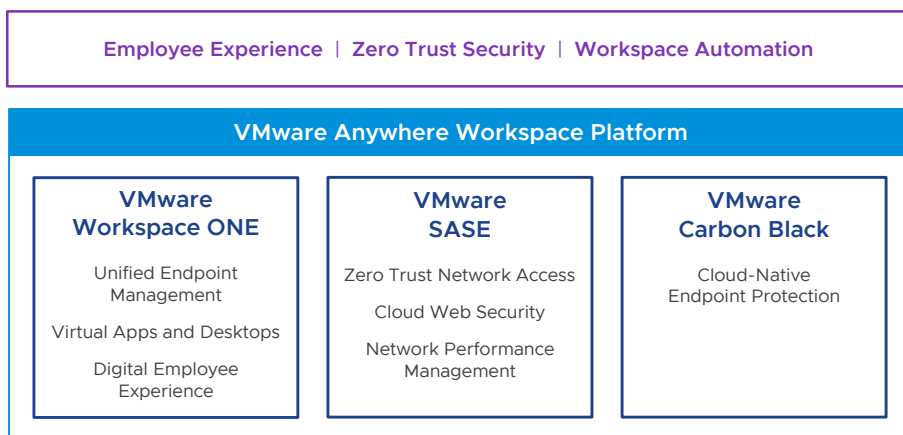 Employee Experience | Zero Trust Security | Workspace Automation
VMware Anywhere Workspace Platform
VMware
Workspace ONE
Unified Endpoint
Management
Virtual Apps and Desktops
Digital Employee
Experience
VMware
SASE
Zero Trust Network Access
Cloud Web Security
Network Performance
Management
VMware
Carbon Black
Cloud-Native
Endpoint Protection